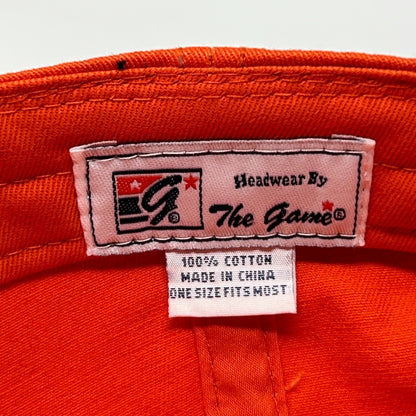 G®
Headwear By
The Game®
100% COTTON
MADE IN CHINA
ONE SIZE FITS MOST